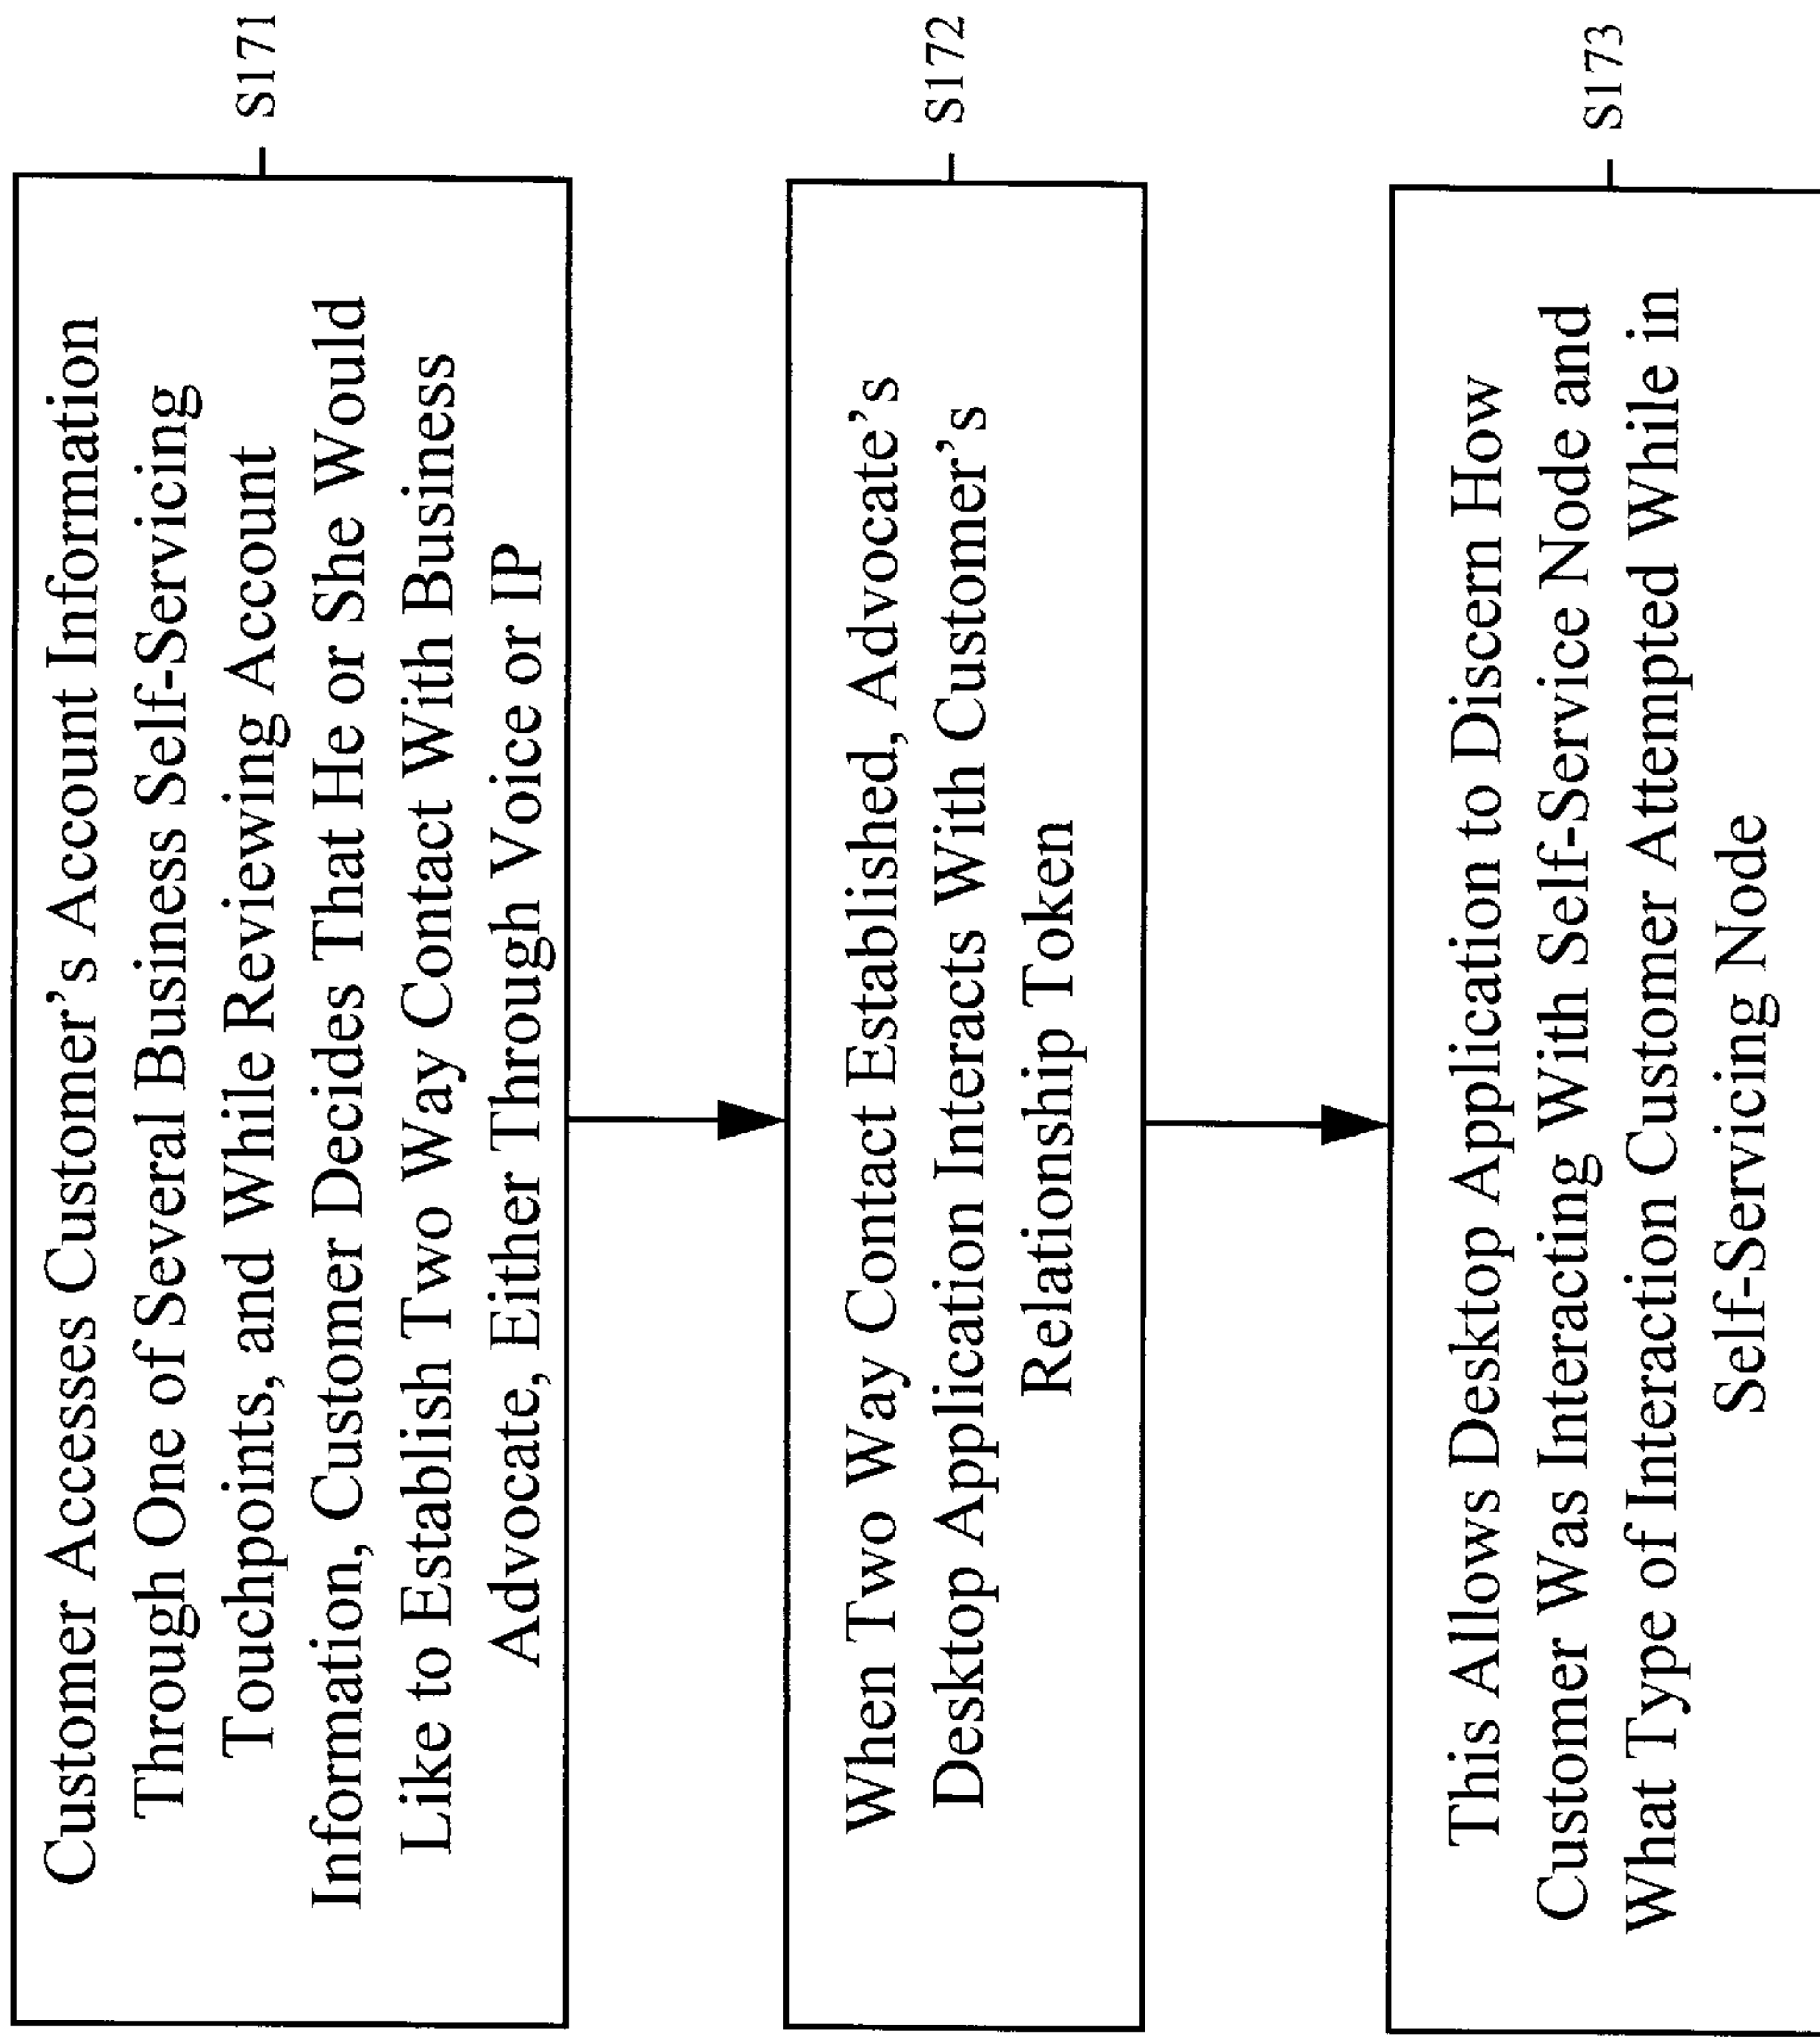 Customer Accesses Customer's Account Information
Through One of Several Business Self-Servicing
Touchpoints, and While Reviewing Account
Information, Customer Decides That He or She Would
Like to Establish Two Way Contact With Business
Advocate, Either Through Voice or IP
S171
When Two Way Contact Established, Advocate's
Desktop Application Interacts With Customer's
Relationship Token
S172
This Allows Desktop Application to Discern How
Customer Was Interacting With Self-Service Node and
What Type of Interaction Customer Attempted While in
Self-Servicing Node
S173